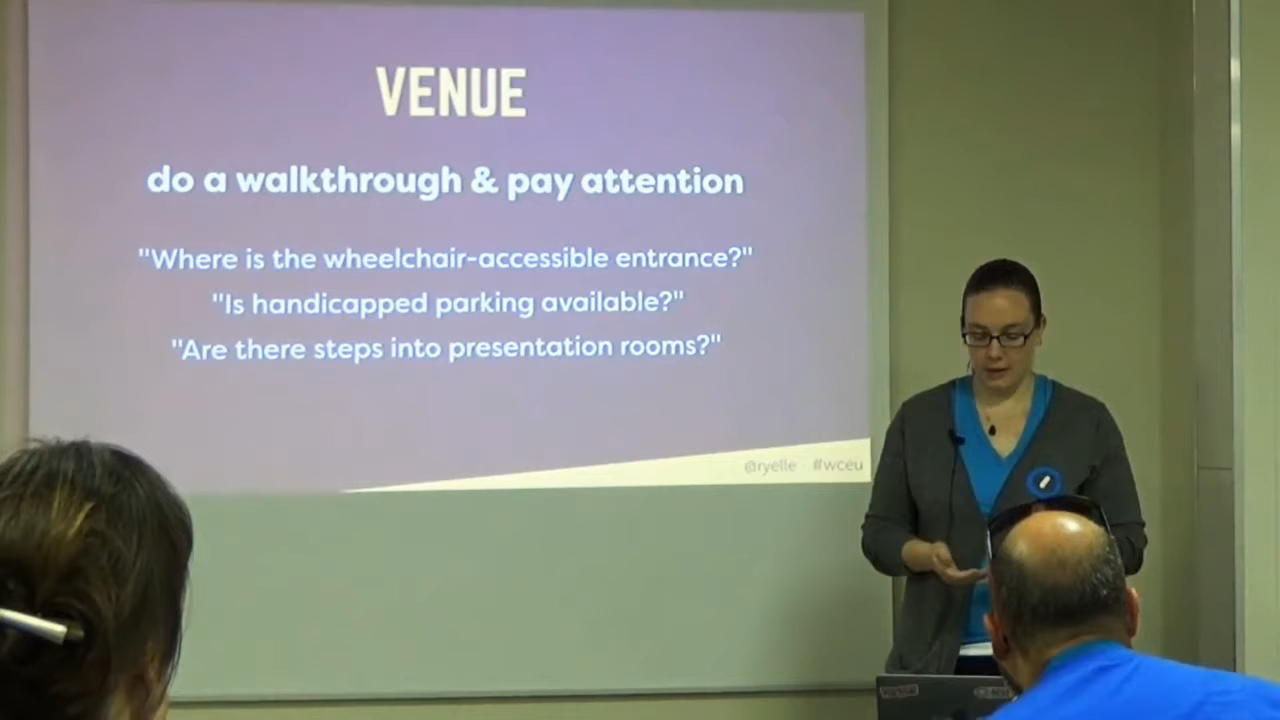 VENUE
do a walkthrough & pay attention
"Where is the wheelchair-accessible entrance?"
"Is handicapped parking available?"
"Are there steps into presentation rooms?"
@ryelle · #wceu